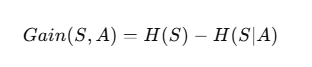 Gain(S, A) = H(S) − H(S|A)